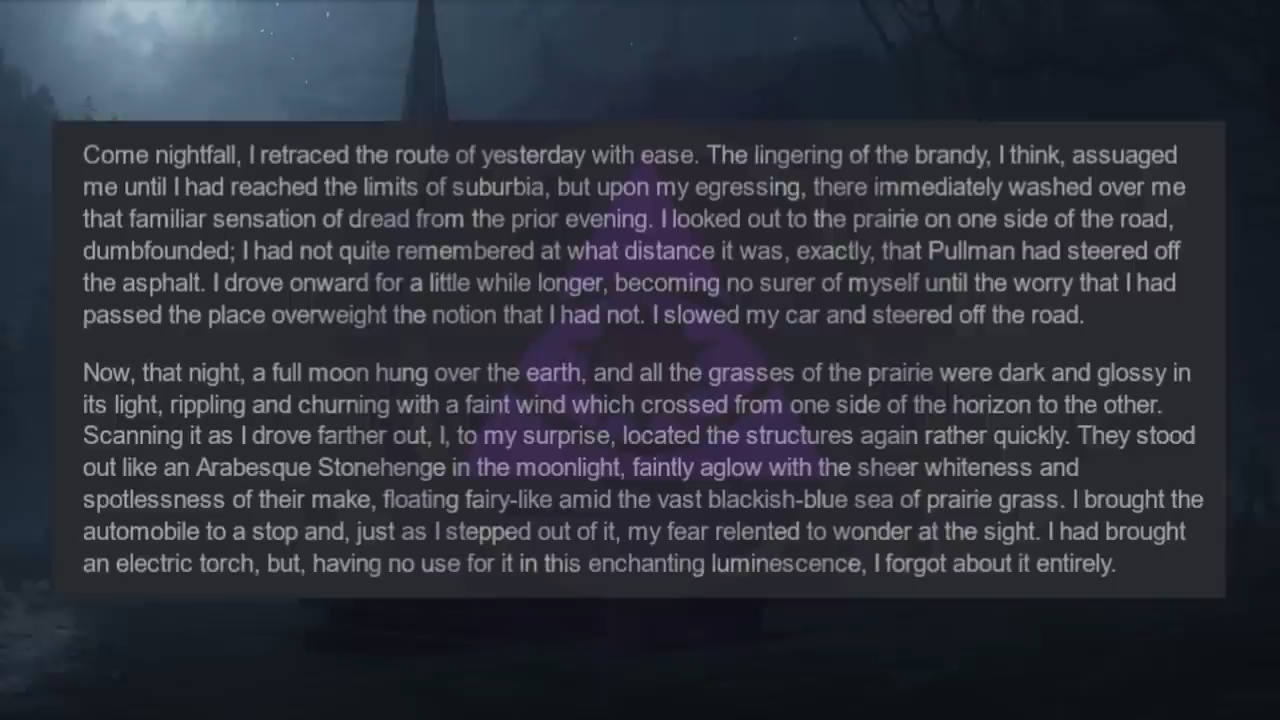 Come nightfall, I retraced the route of yesterday with ease. The lingering of the brandy, I think, assuaged
me until I had reached the limits of suburbia, but upon my egressing, there immediately washed over me
that familiar sensation of dread from the prior evening. I looked out to the prairie on one side of the road,
dumbfounded; I had not quite remembered at what distance it was, exactly, that Pullman had steered off
the asphalt. I drove onward for a little while longer, becoming no surer of myself until the worry that I had
passed the place overweight the notion that I had not. I slowed my car and steered off the road.
Now, that night, a full moon hung over the earth, and all the grasses of the prairie were dark and glossy in
its light, rippling and churning with a faint wind which crossed from one side of the horizon to the other.
Scanning it as I drove farther out, I, to my surprise, located the structures again rather quickly. They stood
out like an Arabesque Stonehenge in the moonlight, faintly aglow with the sheer whiteness and
spotlessness of their make, floating fairy-like amid the vast blackish-blue sea of prairie grass. I brought the
automobile to a stop and, just as I stepped out of it, my fear relented to wonder at the sight. I had brought
an electric torch, but, having no use for it in this enchanting luminescence, I forgot about it entirely.